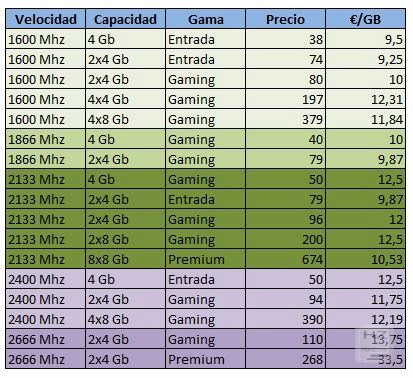 Velocidad Capacidad Gama Precio €/GB
1600 Mhz 4 Gb Entrada 38 9,5
1600 Mhz 2x4 Gb Entrada 74 9,25
1600 Mhz 2x4 Gb Gaming 80 10
1600 Mhz 4x4 Gb Gaming 197 12,31
1600 Mhz 4x8 Gb Gaming 379 11,84
1866 Mhz 4 Gb Gaming 40 10
1866 Mhz 2x4 Gb Gaming 79 9,87
2133 Mhz 4 Gb Gaming 50 12,5
2133 Mhz 2x4 Gb Entrada 79 9,87
2133 Mhz 2x4 Gb Gaming 96 12
2133 Mhz 2x8 Gb Gaming 200 12,5
2133 Mhz 8x8 Gb Premium 674 10,53
2400 Mhz 4 Gb Entrada 50 12,5
2400 Mhz 2x4 Gb Gaming 94 11,75
2400 Mhz 4x8 Gb Gaming 390 12,19
2666 Mhz 2x4 Gb Gaming 110 13,75
2666 Mhz 2x4 Gb Premium 268 33,5